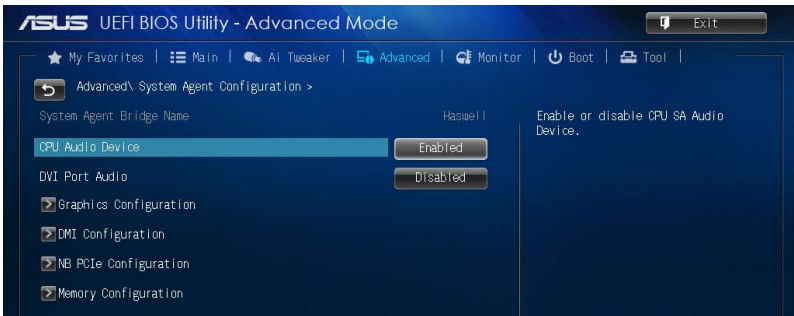 ASUS UEFI BIOS Utility - Advanced Mode
Exit
My Favorites | Main | Ai Tweaker | Advanced | Monitor | Boot | Tool |
Advanced\ System Agent Configuration >
System Agent Bridge Name Haswell
CPU Audio Device Enabled
DVI Port Audio Disabled
Graphics Configuration
DMI Configuration
NB PCIe Configuration
Memory Configuration
Enable or disable CPU SA Audio
Device.